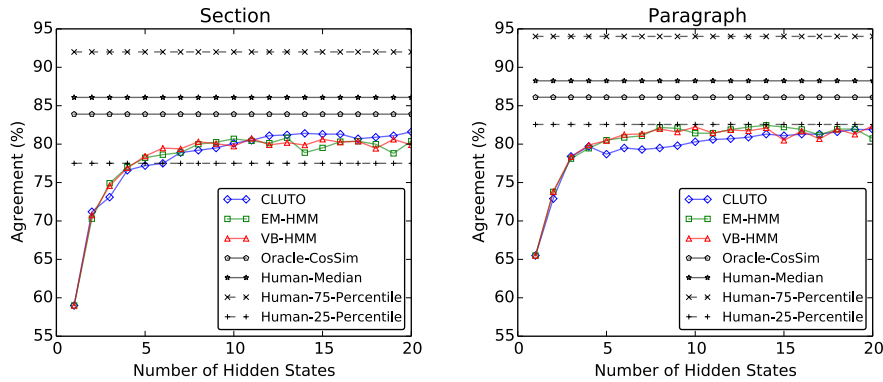 Section
Agreement (%)
95
90
85
80
75
70
65
60
55
0
5
10
15
20
Number of Hidden States
CLUTO
EM-HMM
VB-HMM
Oracle-CosSim
Human-Median
Human-75-Percentile
Human-25-Percentile
Paragraph
Agreement (%)
95
90
85
80
75
70
65
60
55
0
5
10
15
20
Number of Hidden States
CLUTO
EM-HMM
VB-HMM
Oracle-CosSim
Human-Median
Human-75-Percentile
Human-25-Percentile